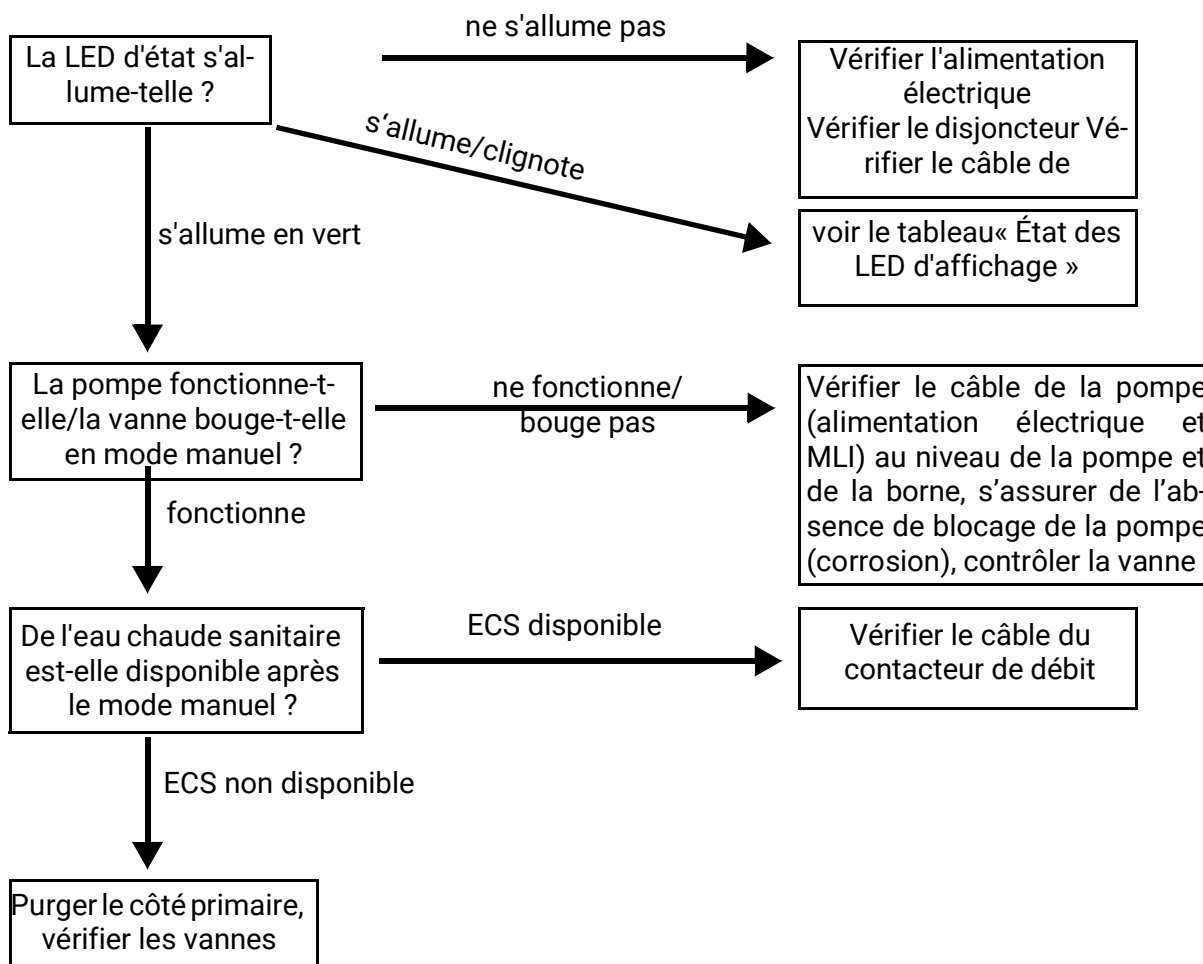 ne s'allume pas
La LED d'état s'al-
lume-telle ?
Vérifier l'alimentation
électrique
Vérifier le disjoncteur Vé-
rifier le câble de
s‘allume/clignote
s'allume en vert
voir le tableau« État des
LED d'affichage »
La pompe fonctionne-t-
elle/la vanne bouge-t-elle
en mode manuel ?
ne fonctionne/
bouge pas
Vérifier le câble de la pompe
(alimentation électrique et
MLI) au niveau de la pompe et
de la borne, s’assurer de l’ab-
sence de blocage de la pompe
(corrosion), contrôler la vanne
fonctionne
De l'eau chaude sanitaire
est-elle disponible après
le mode manuel ?
ECS disponible
Vérifier le câble du
contacteur de débit
ECS non disponible
Purger le côté primaire,
vérifier les vannes